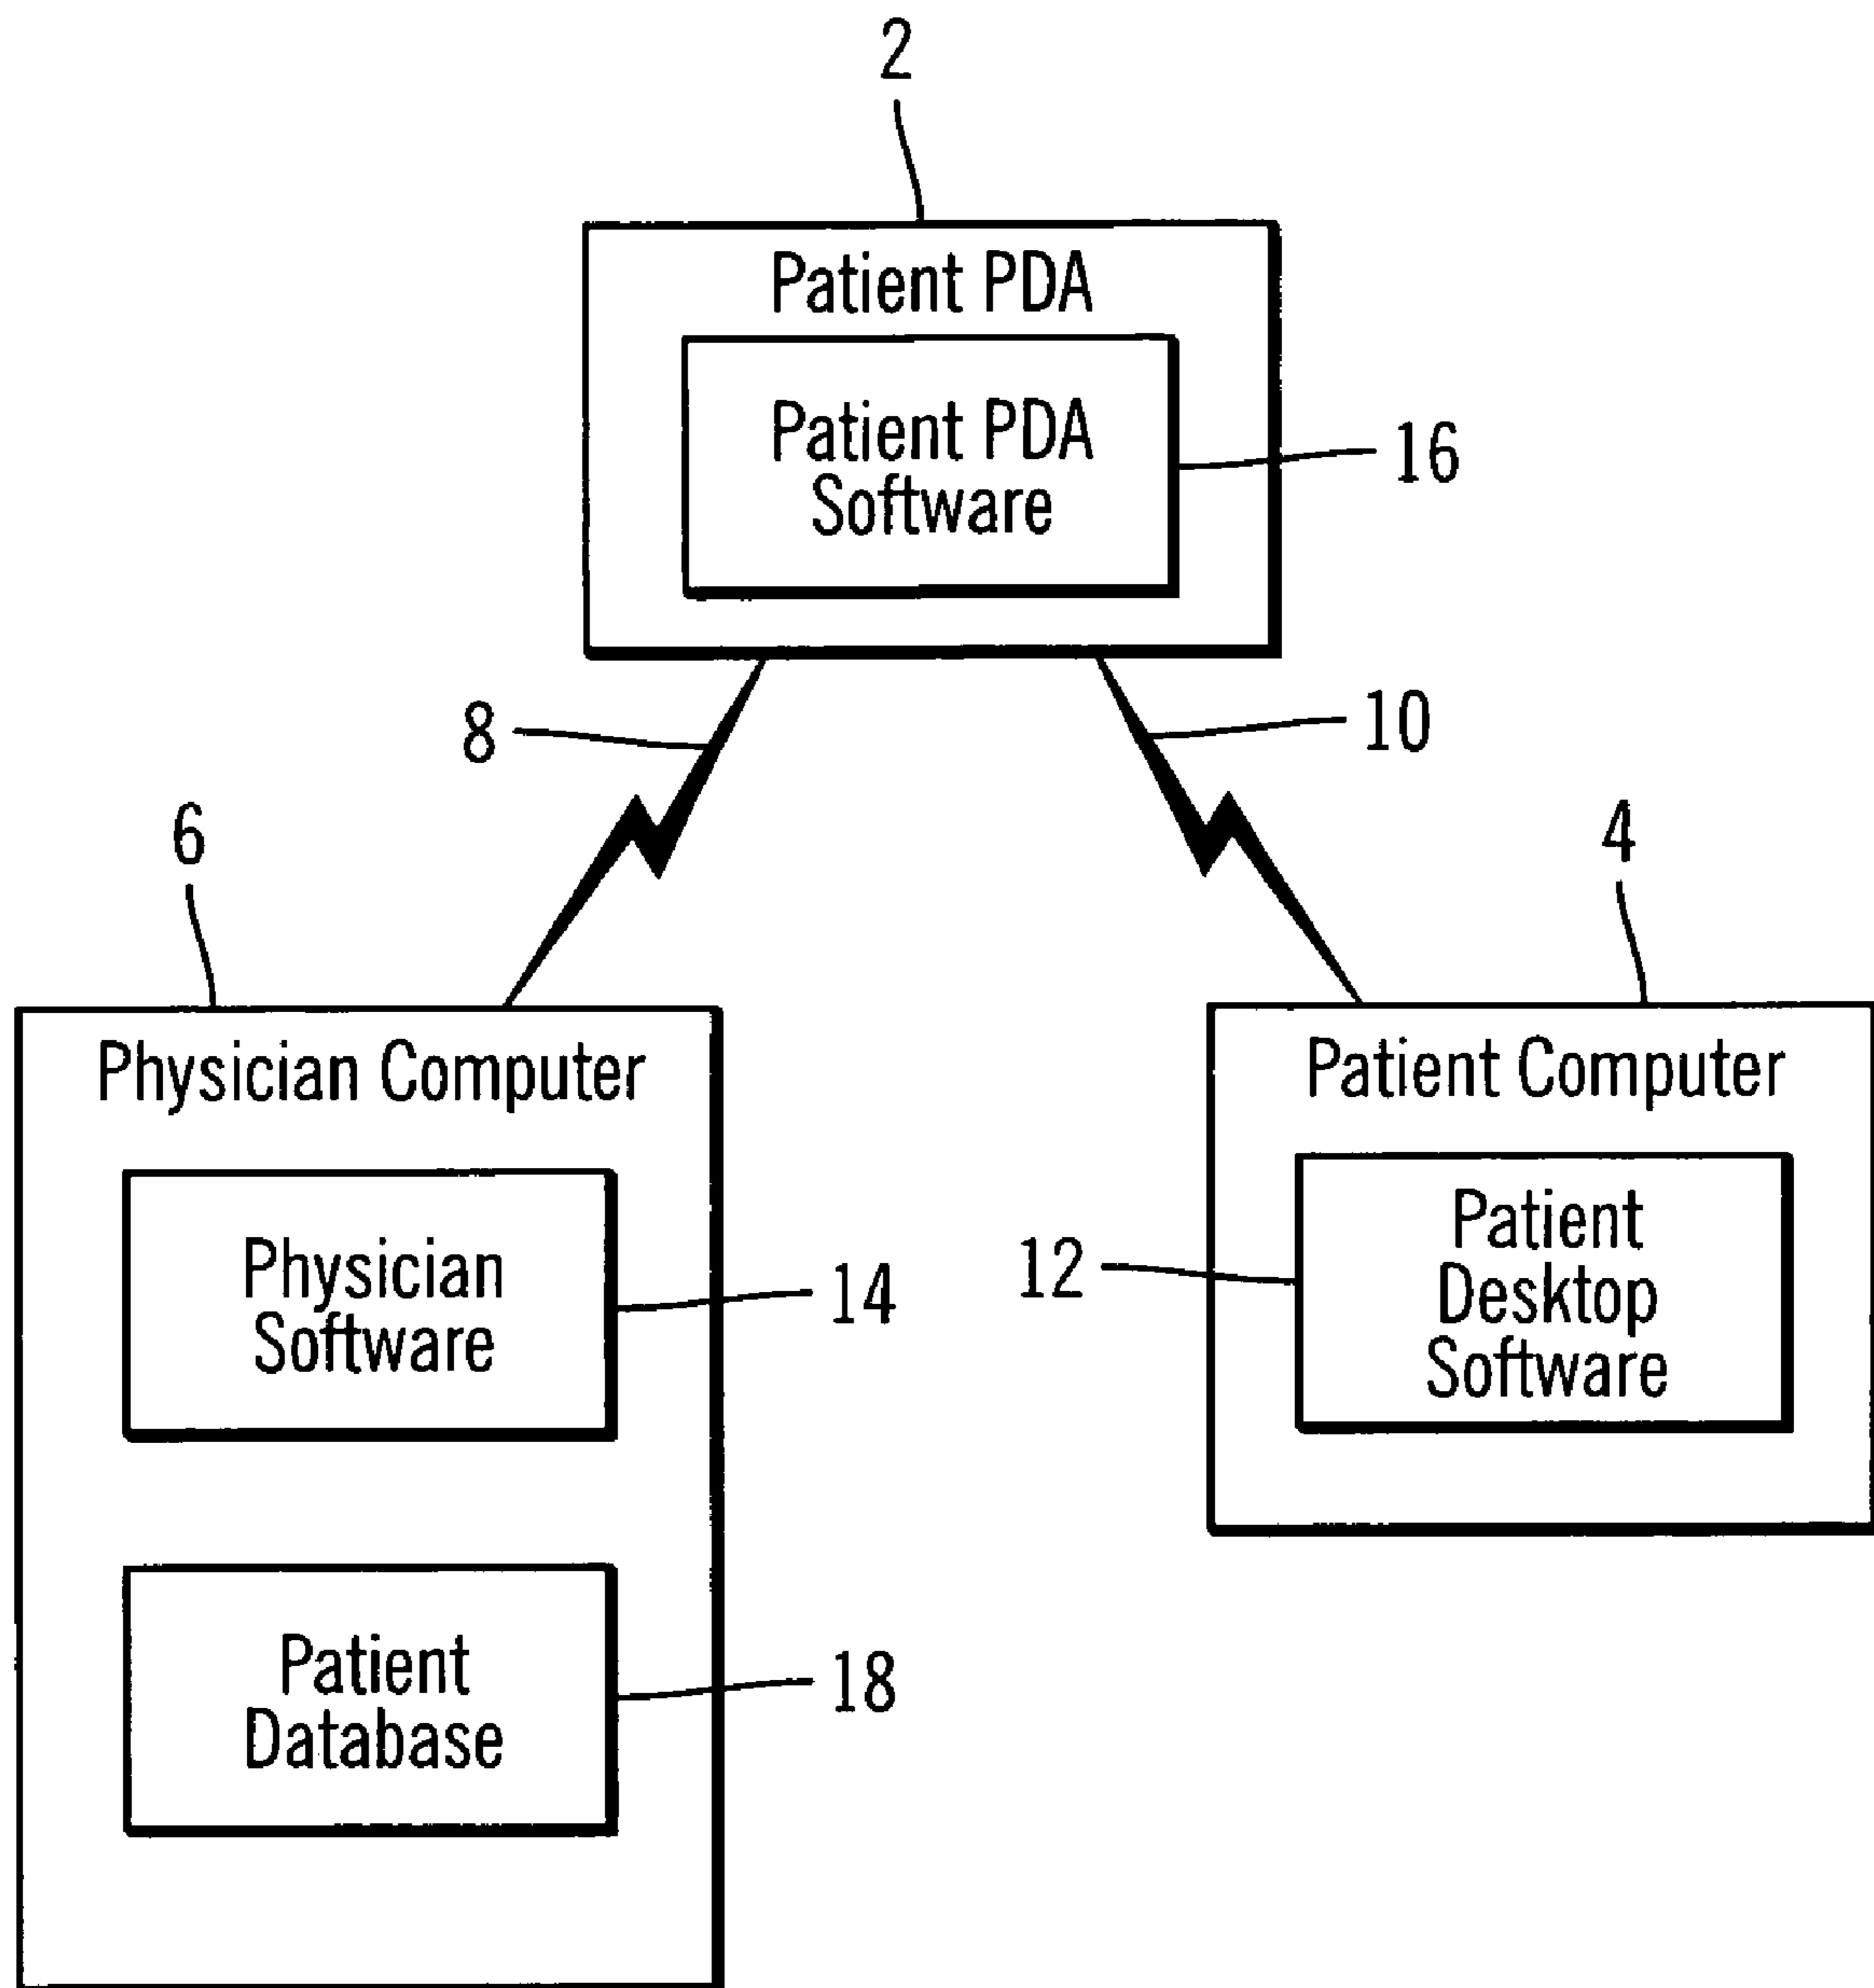 2
Patient PDA
Patient PDA
Software
16
8
10
6
4
Physician Computer
Physician
Software
14
Patient
Database
18
Patient Computer
12
Patient
Desktop
Software